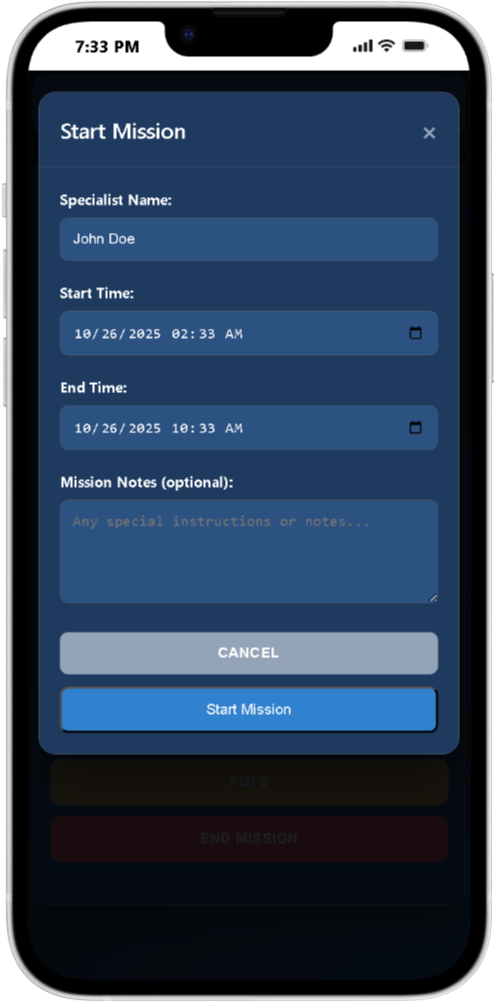 7:33 PM
Start Mission ×
Specialist Name:
John Doe
Start Time:
10/26/2025 02:33 AM
End Time:
10/26/2025 10:33 AM
Mission Notes (optional):
Any special instructions or notes...
CANCEL
Start Mission
POI'S
END MISSION